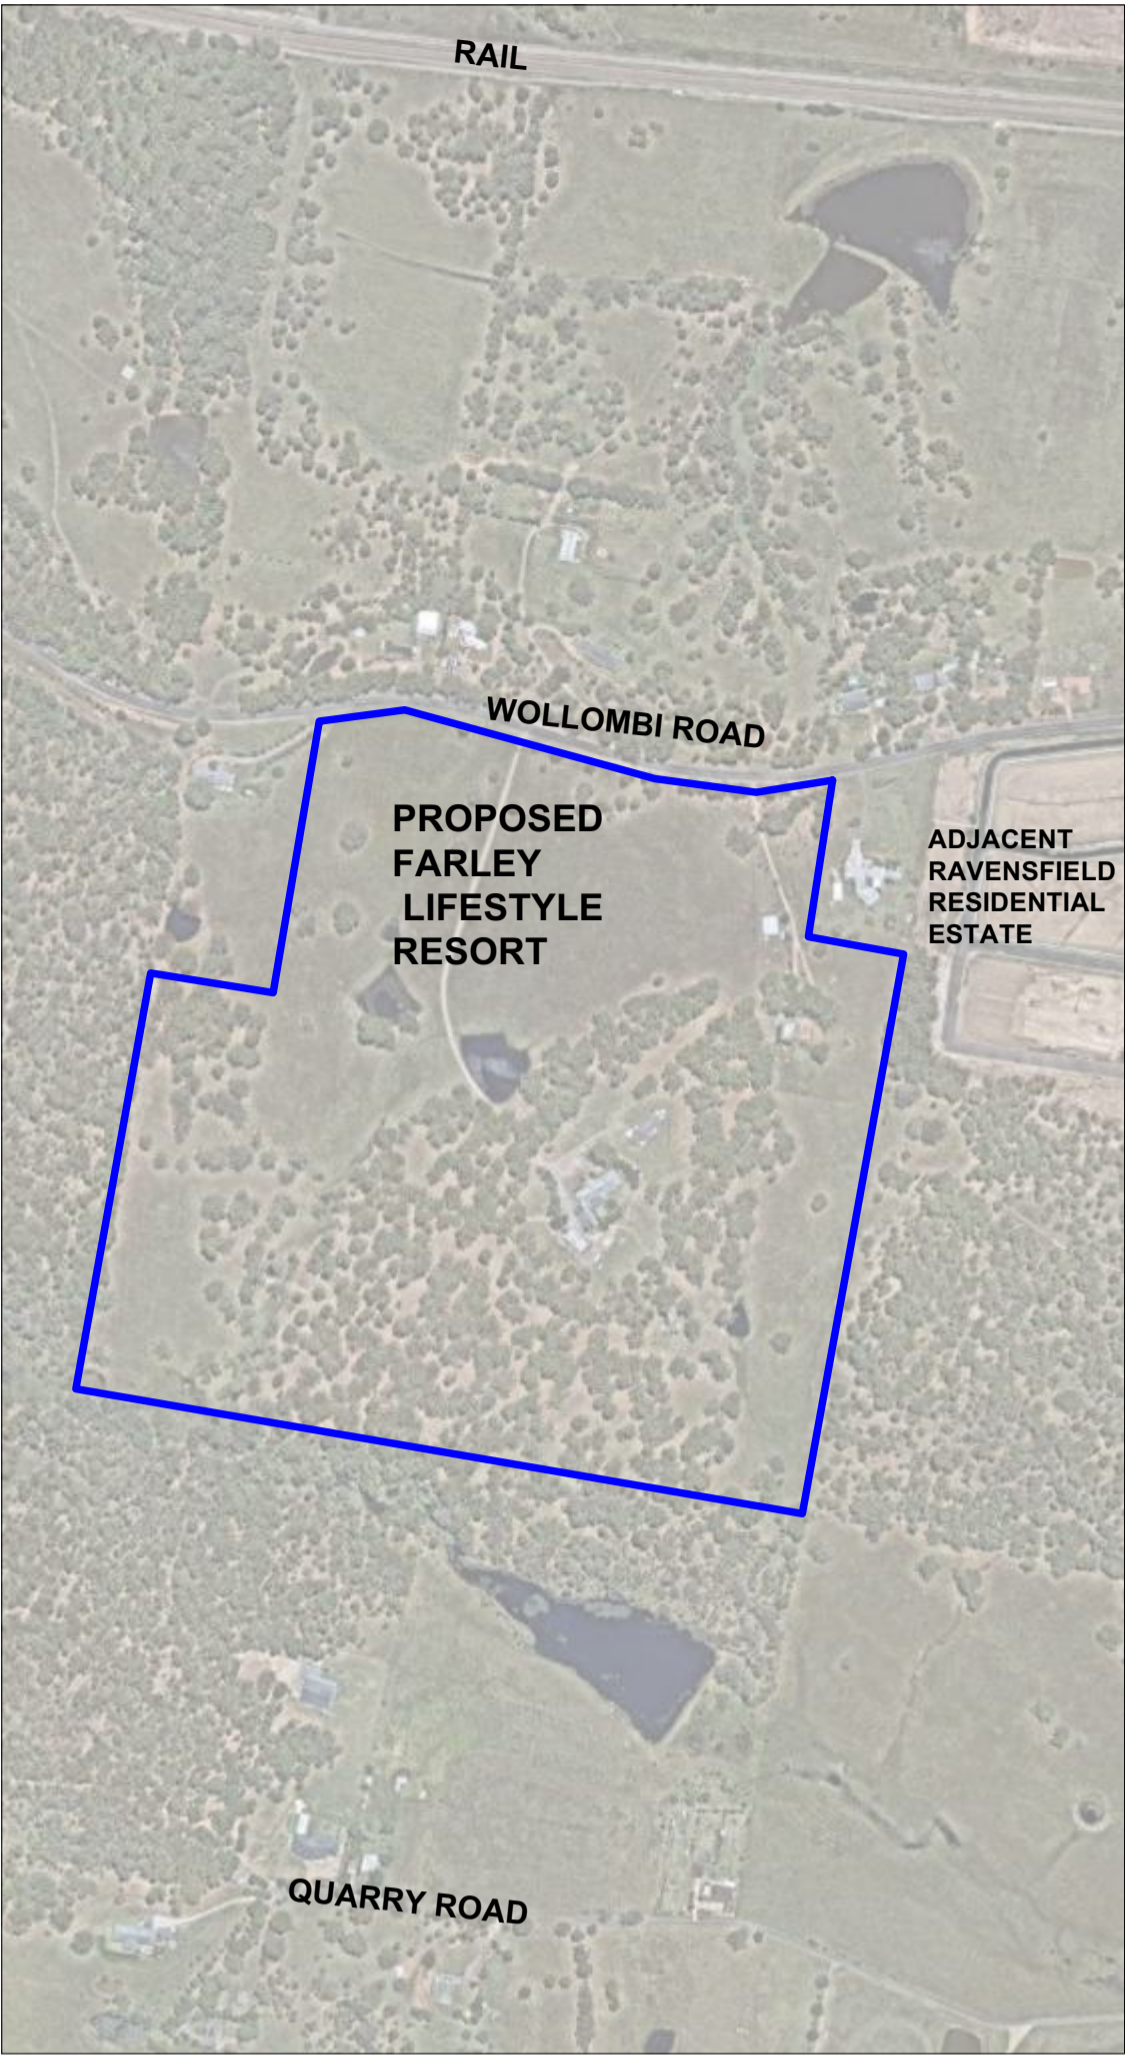 RAIL
WOLLOMBI ROAD
PROPOSED
FARLEY
LIFESTYLE
RESORT
ADJACENT
RAVENSFIELD
RESIDENTIAL
ESTATE
QUARRY ROAD